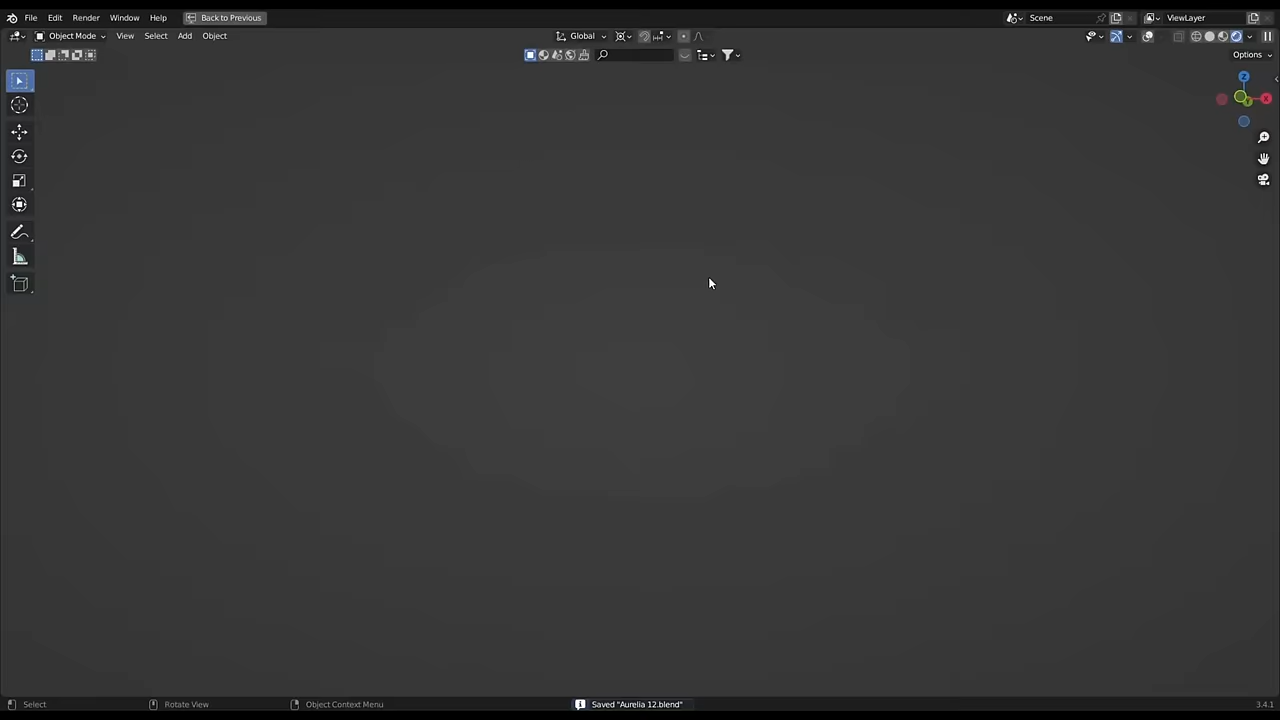 File Edit Render Window Help Back to Previous Scene ViewLayer
Object Mode View Select Add Object Global
Options
Z
X
Y
Select Rotate View Object Context Menu Saved "Aurelia 12.blend" 3.4.1